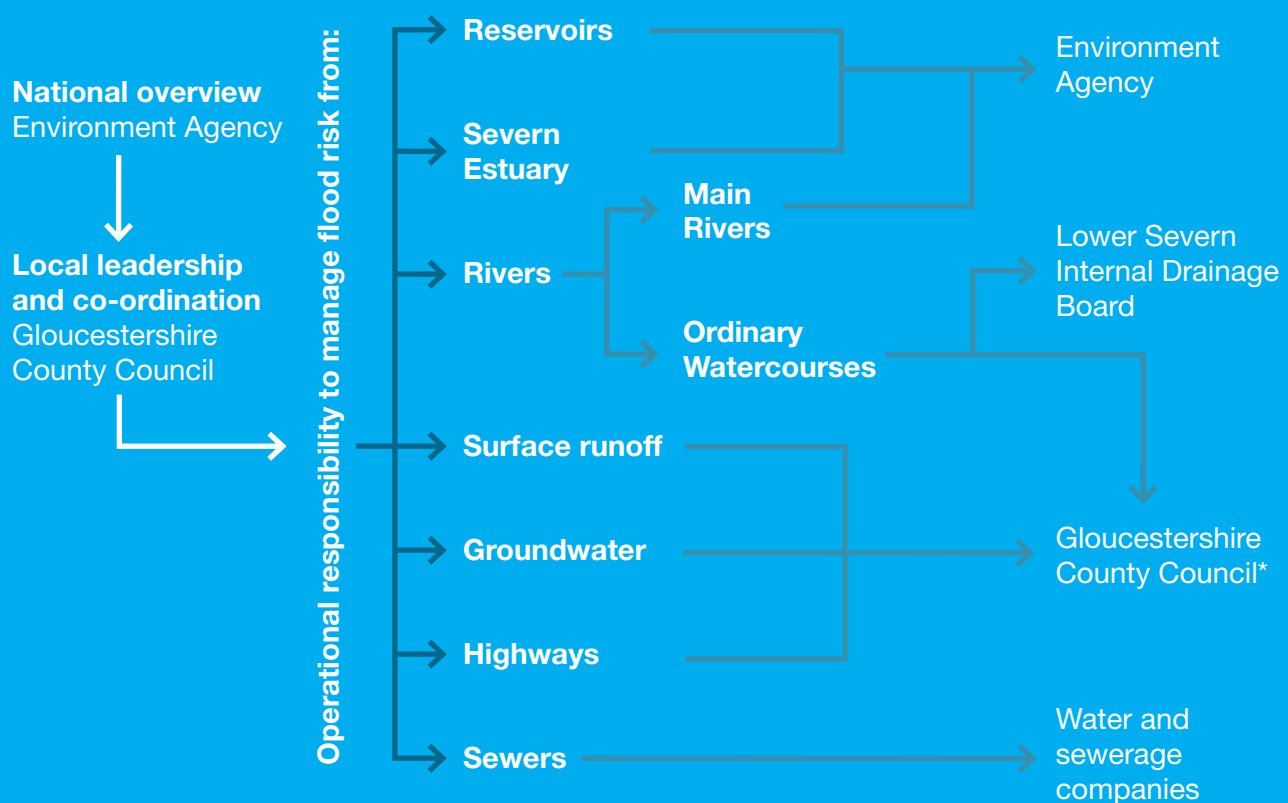 National overview
Environment Agency
Local leadership
and co-ordination
Gloucestershire
County Council
Operational responsibility to manage flood risk from:
Reservoirs
Severn
Estuary
Rivers
Main
Rivers
Ordinary
Watercourses
Surface runoff
Groundwater
Highways
Sewers
Environment
Agency
Lower Severn
Internal Drainage
Board
Gloucestershire
County Council*
Water and
sewerage
companies